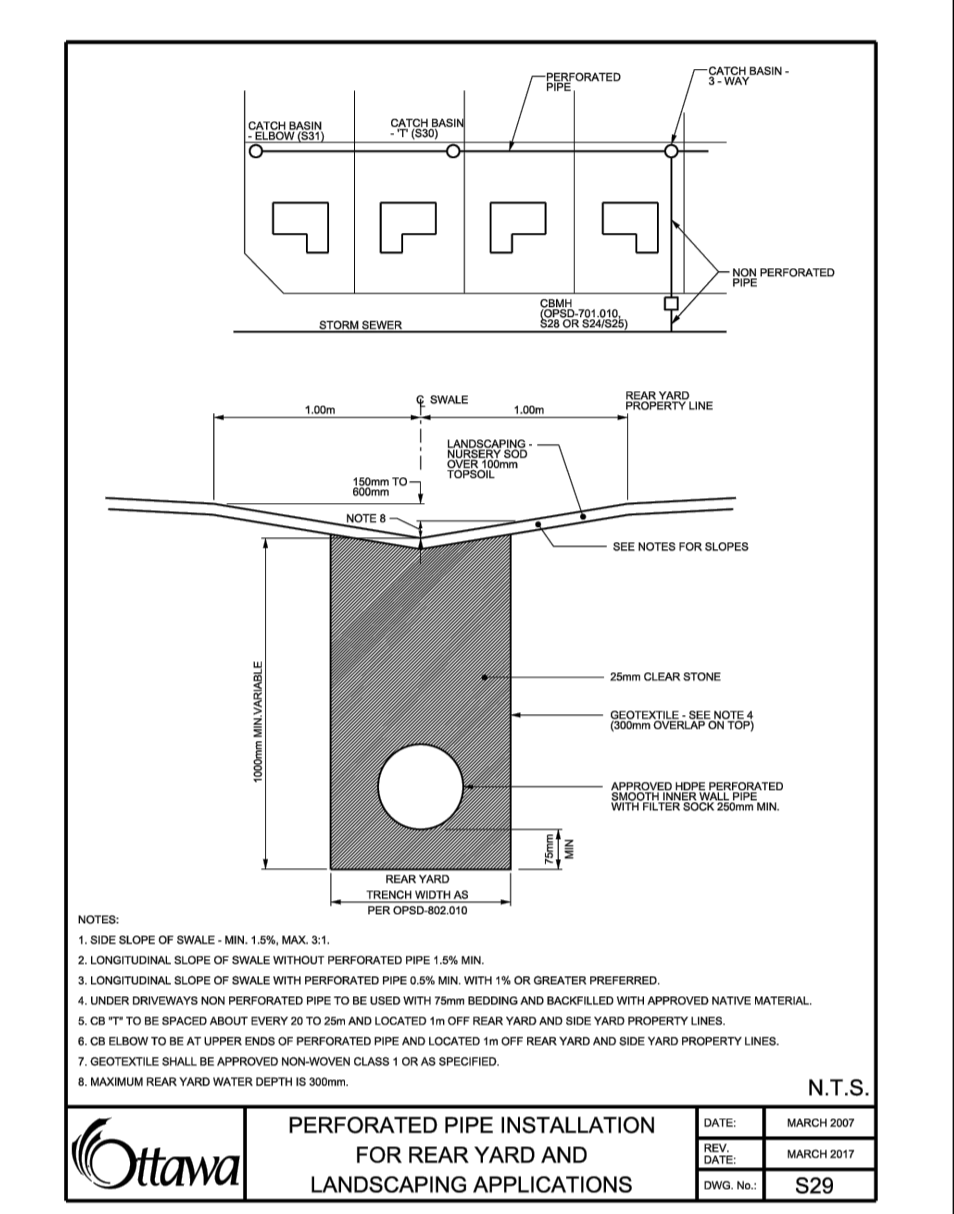 PERFORATED
PIPE
CATCH BASIN -
3 - WAY
CATCH BASIN
- ELBOW (S31)
CATCH BASIN
- 'T' (S30)
NON PERFORATED
PIPE
CBMH
(OPSD-701.010,
S28 OR S24/S25)
STORM SEWER
℄ SWALE
1.00m
1.00m
REAR YARD
PROPERTY LINE
LANDSCAPING -
NURSERY SOD
OVER 100mm
TOPSOIL
150mm TO
600mm
NOTE 8
SEE NOTES FOR SLOPES
1000mm MIN.VARIABLE
25mm CLEAR STONE
GEOTEXTILE - SEE NOTE 4
(300mm OVERLAP ON TOP)
APPROVED HDPE PERFORATED
SMOOTH INNER WALL PIPE
WITH FILTER SOCK 250mm MIN.
75mm
MIN
REAR YARD
TRENCH WIDTH AS
PER OPSD-802.010
NOTES:
1. SIDE SLOPE OF SWALE - MIN. 1.5%, MAX. 3:1.
2. LONGITUDINAL SLOPE OF SWALE WITHOUT PERFORATED PIPE 1.5% MIN.
3. LONGITUDINAL SLOPE OF SWALE WITH PERFORATED PIPE 0.5% MIN. WITH 1% OR GREATER PREFERRED.
4. UNDER DRIVEWAYS NON PERFORATED PIPE TO BE USED WITH 75mm BEDDING AND BACKFILLED WITH APPROVED NATIVE MATERIAL.
5. CB "T" TO BE SPACED ABOUT EVERY 20 TO 25m AND LOCATED 1m OFF REAR YARD AND SIDE YARD PROPERTY LINES.
6. CB ELBOW TO BE AT UPPER ENDS OF PERFORATED PIPE AND LOCATED 1m OFF REAR YARD AND SIDE YARD PROPERTY LINES.
7. GEOTEXTILE SHALL BE APPROVED NON-WOVEN CLASS 1 OR AS SPECIFIED.
8. MAXIMUM REAR YARD WATER DEPTH IS 300mm.
N.T.S.
Ottawa
PERFORATED PIPE INSTALLATION
FOR REAR YARD AND
LANDSCAPING APPLICATIONS
DATE: MARCH 2007
REV.
DATE: MARCH 2017
DWG. No.: S29